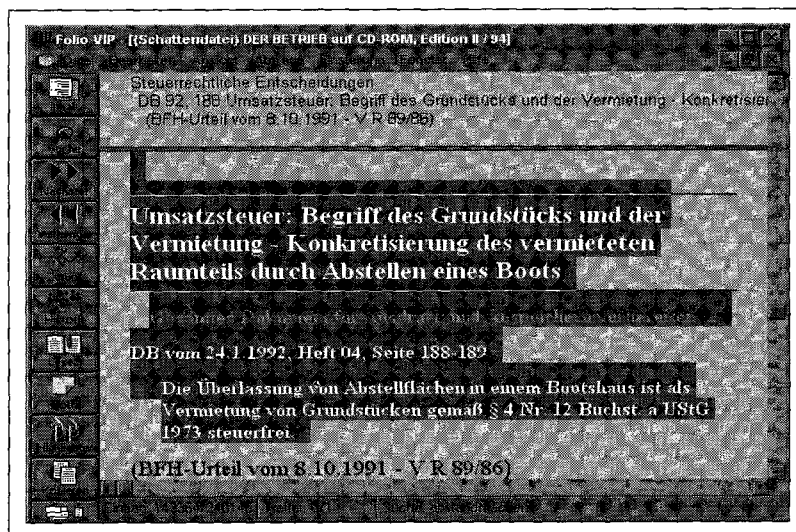 Folio VIP - [(Schattendatei) DER BETRIEB auf CD-ROM, Edition II / 94]
Steuerrechtliche Entscheidungen
DB 92, 188 Umsatzsteuer: Begriff des Grundstücks und der Vermietung - Konkretisier
(BFH-Urteil vom 8.10.1991 - V R 89/86)
Umsatzsteuer: Begriff des Grundstücks und der
Vermietung - Konkretisierung des vermieteten
Raumteils durch Abstellen eines Boots
DB vom 24.1.1992, Heft 04, Seite 188-189
Die Überlassung von Abstellflächen in einem Bootshaus ist als
Vermietung von Grundstücken gemäß § 4 Nr. 12 Buchst. a UStG
1973 steuerfrei.
(BFH-Urteil vom 8.10.1991 - V R 89/86)